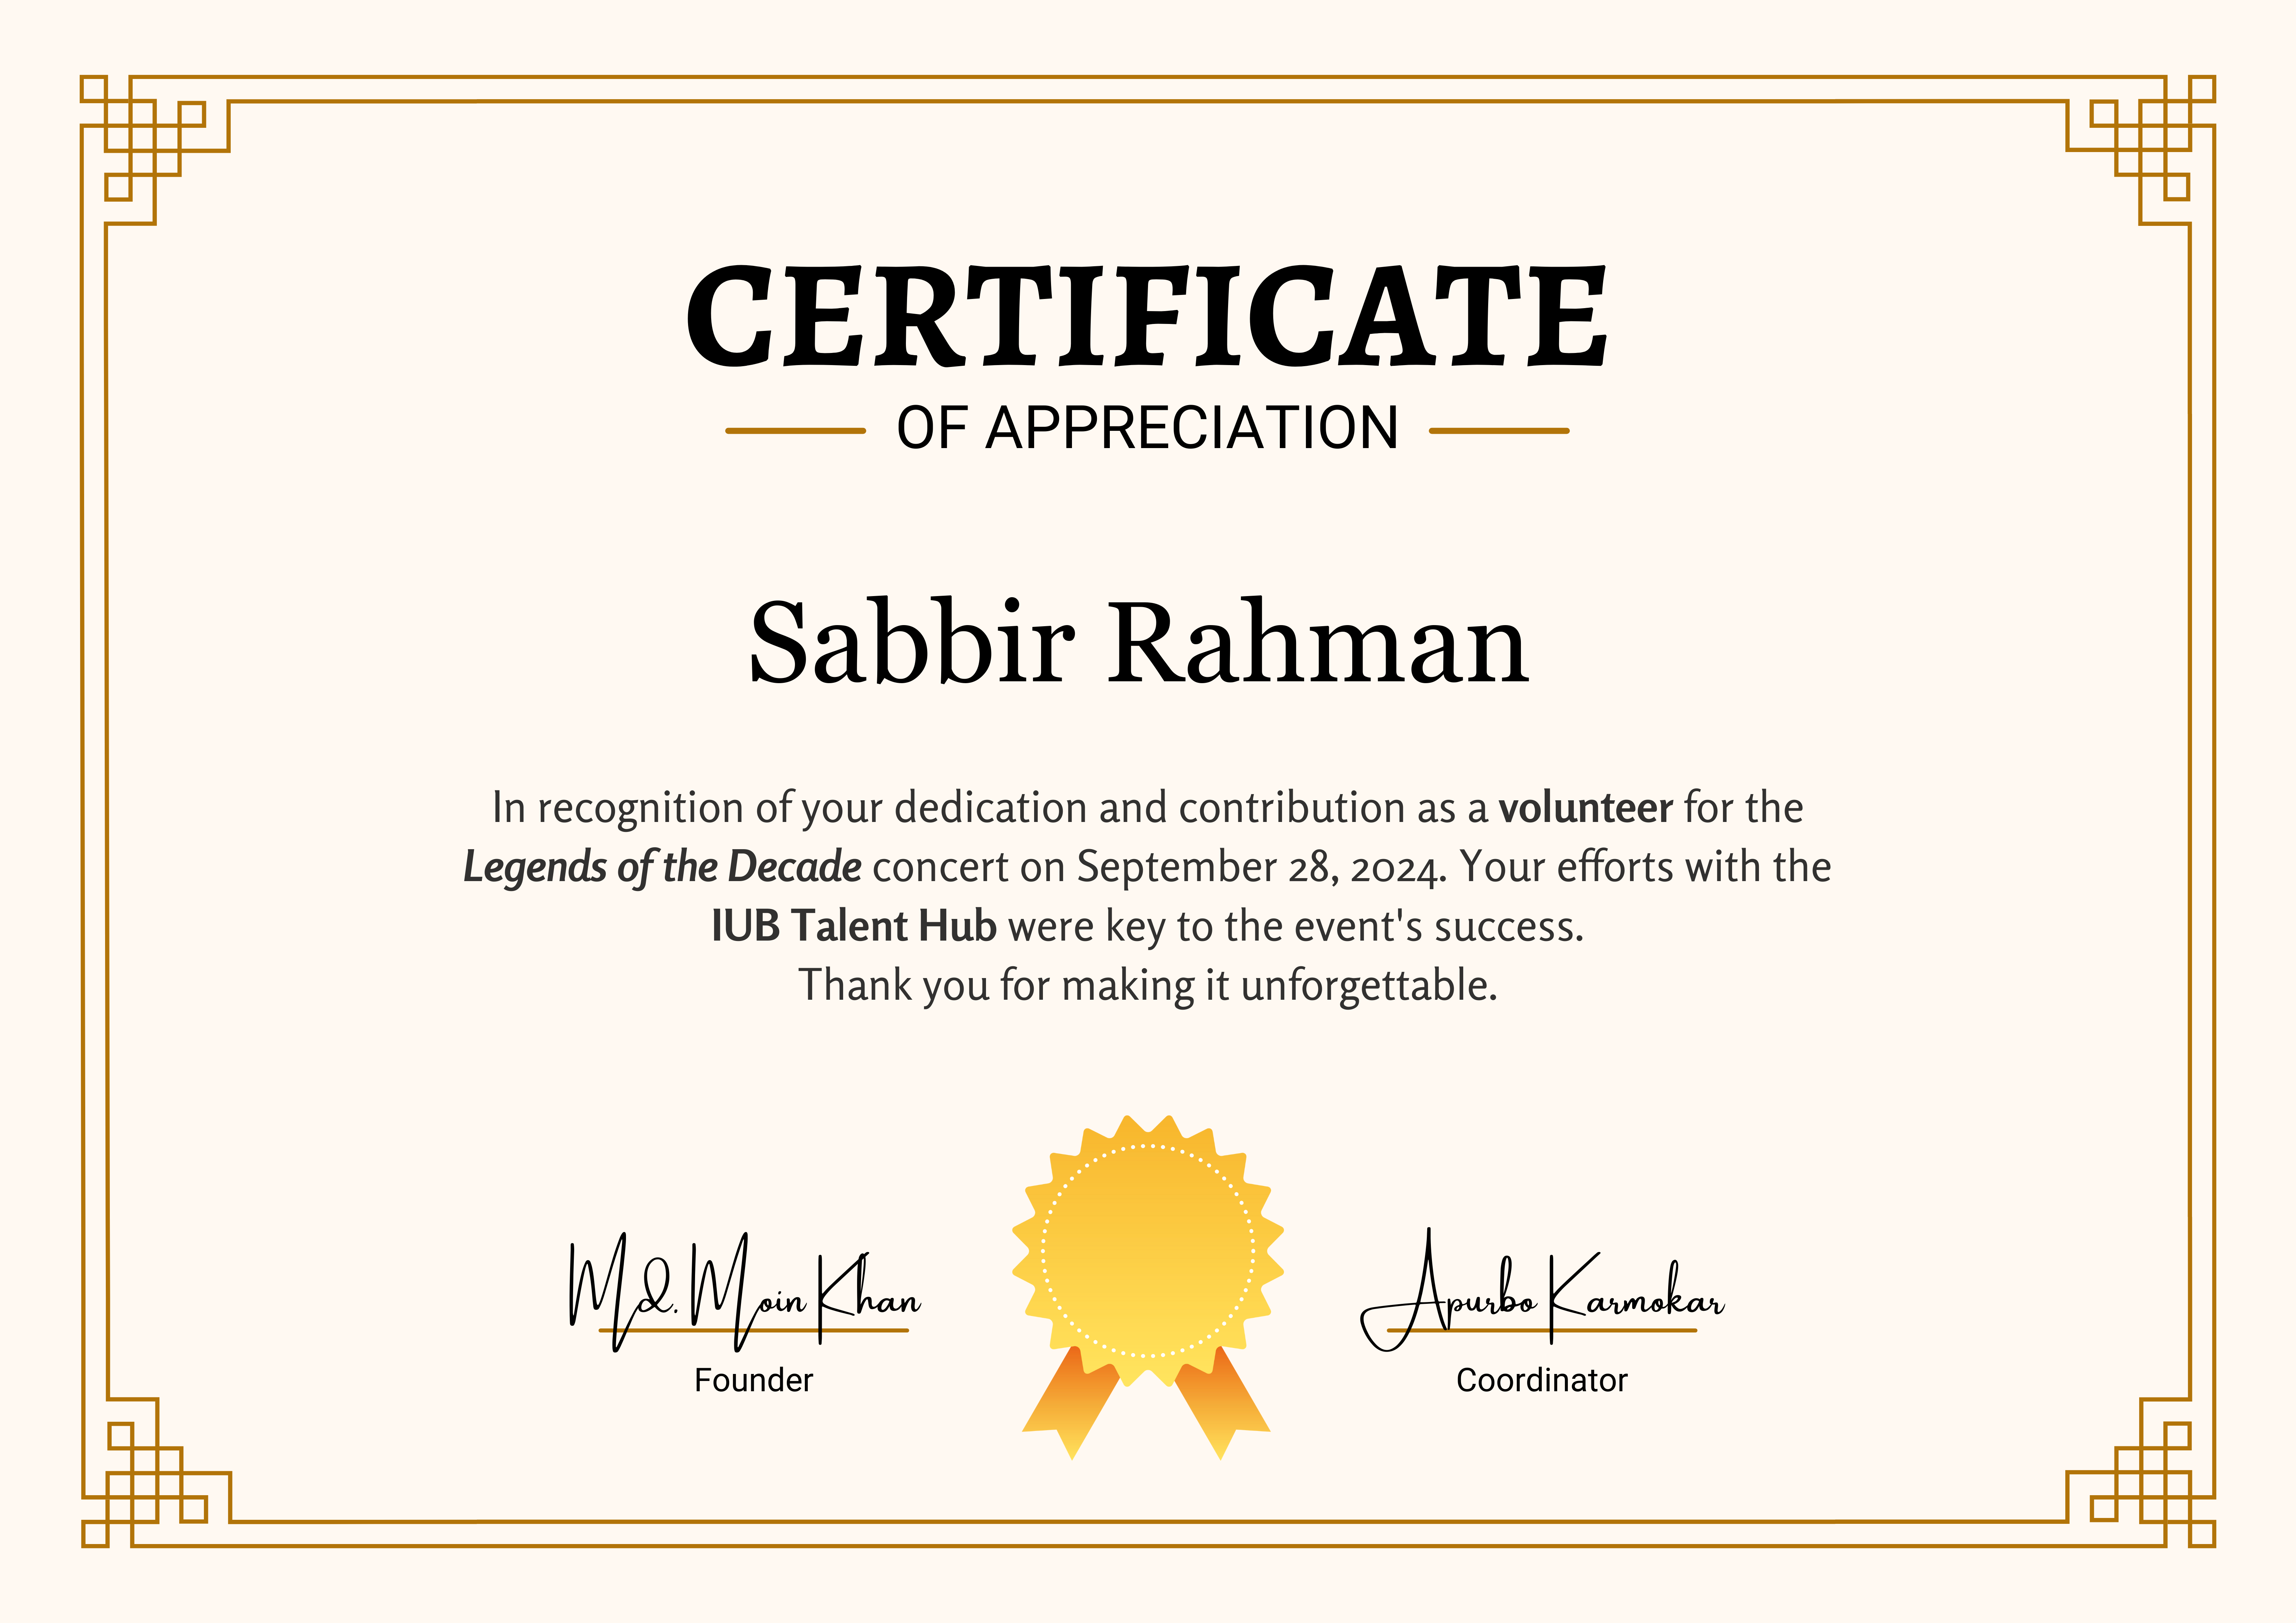 CERTIFICATE
OF APPRECIATION
Sabbir Rahman
In recognition of your dedication and contribution as a volunteer for the
Legends of the Decade concert on September 28, 2024. Your efforts with the
IUB Talent Hub were key to the event's success.
Thank you for making it unforgettable.
Md. Moin Khan
Founder
Apurbo Karmokar
Coordinator